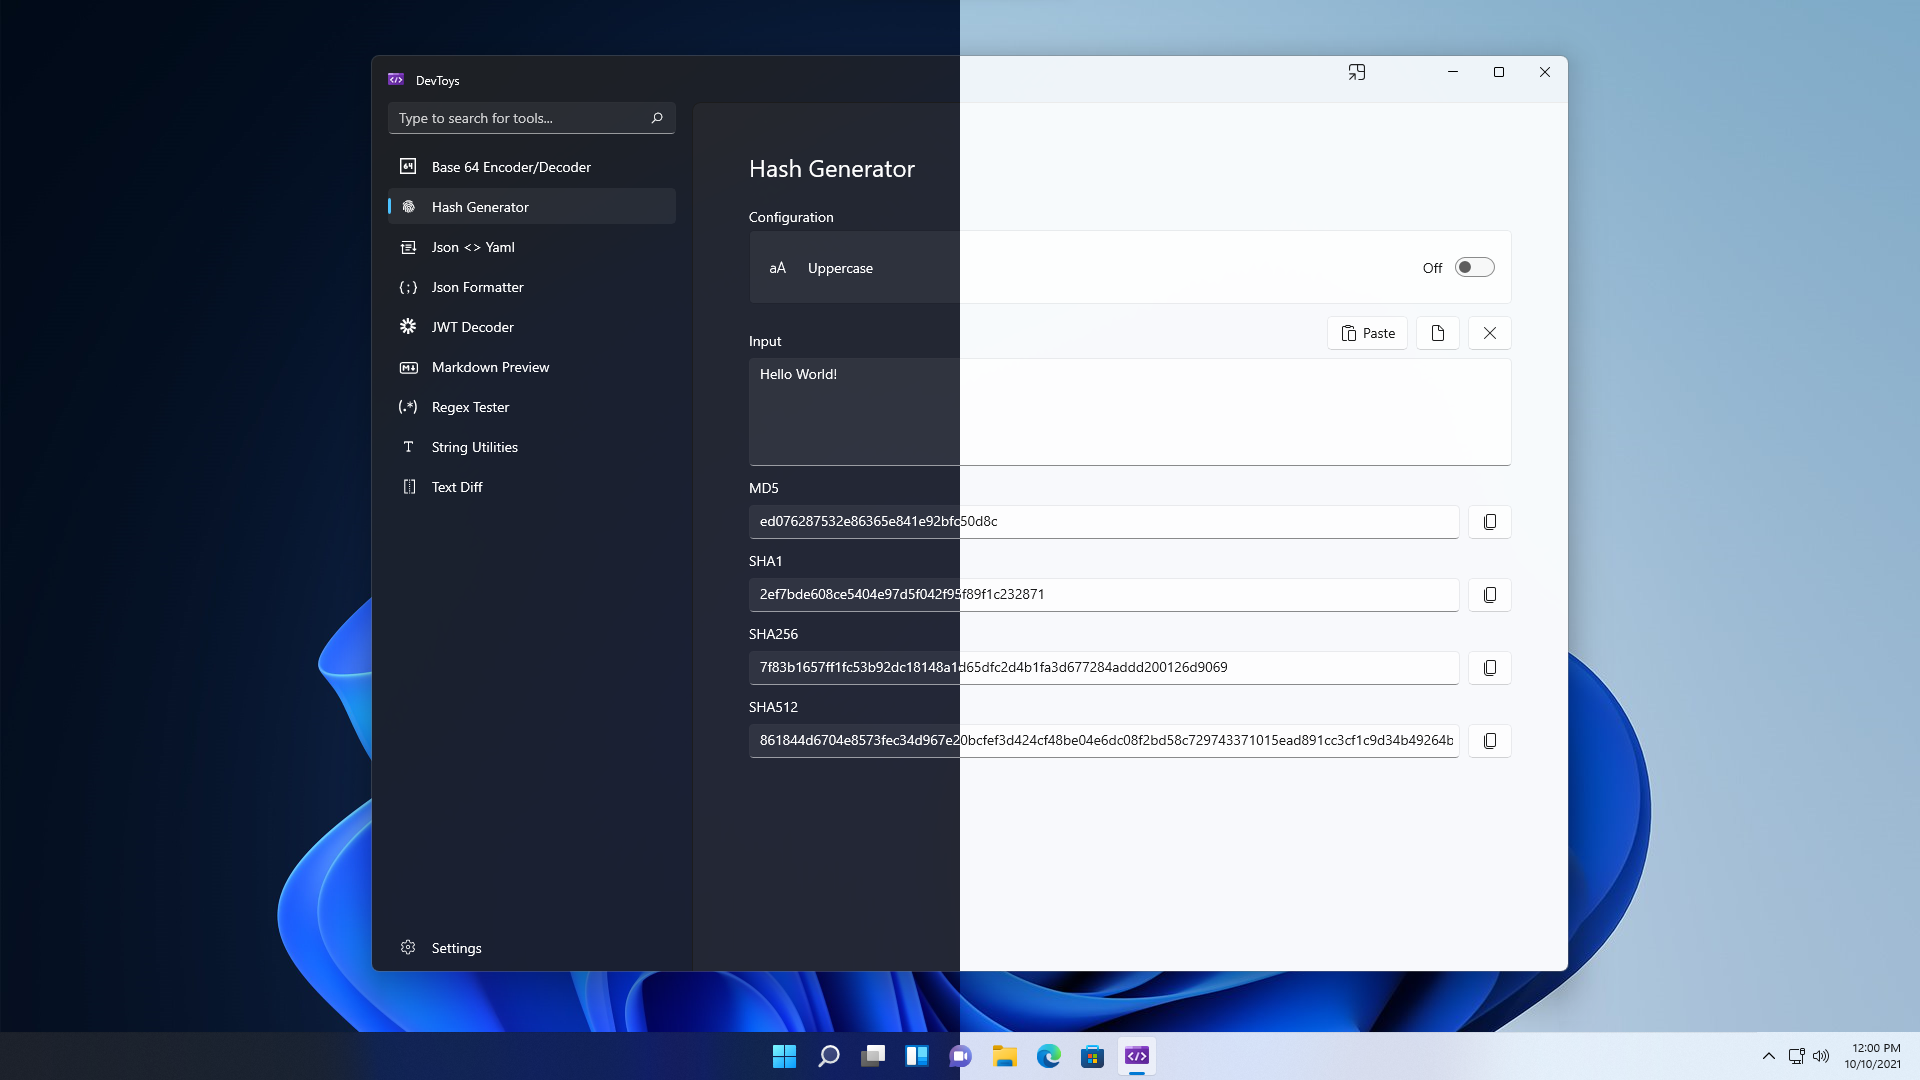 DevToys
Type to search for tools...
Base 64 Encoder/Decoder
Hash Generator
Json <> Yaml
Json Formatter
JWT Decoder
Markdown Preview
Regex Tester
String Utilities
Text Diff
Settings
Hash Generator
Configuration
aA Uppercase Off
Input Paste
Hello World!
MD5
ed076287532e86365e841e92bfc50d8c
SHA1
2ef7bde608ce5404e97d5f042f95f89f1c232871
SHA256
7f83b1657ff1fc53b92dc18148a1d65dfc2d4b1fa3d677284addd200126d9069
SHA512
861844d6704e8573fec34d967e20bcfef3d424cf48be04e6dc08f2bd58c729743371015ead891cc3cf1c9d34b49264b
12:00 PM
10/10/2021